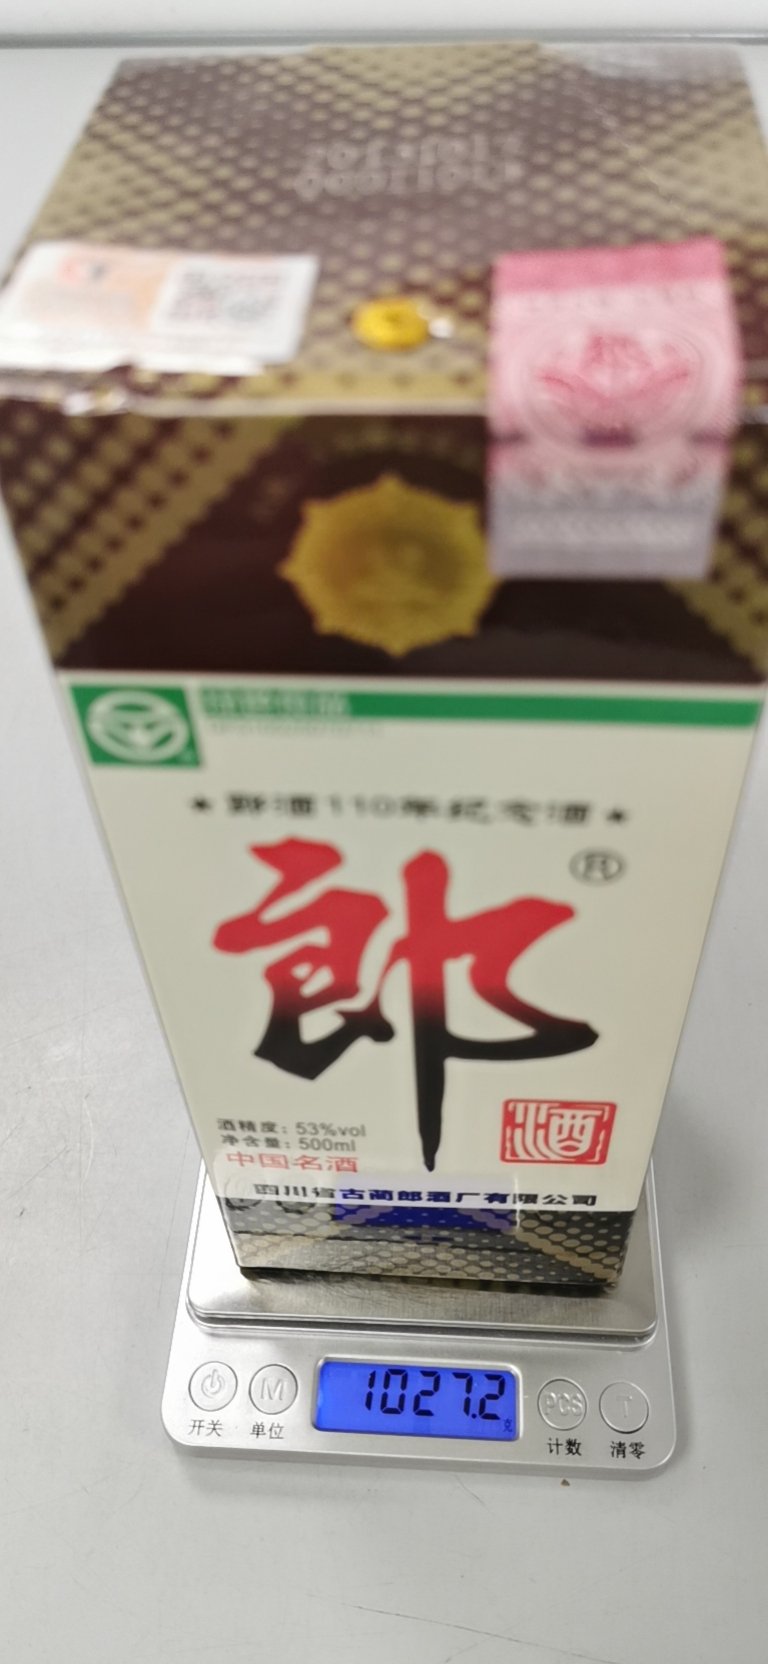 郎酒110年纪念酒
郎®
酒
酒精度：53%vol
净含量：500ml
中国名酒
四川省古蔺郎酒厂有限公司
1027.2 克
M PCS T
开关 单位 计数 清零